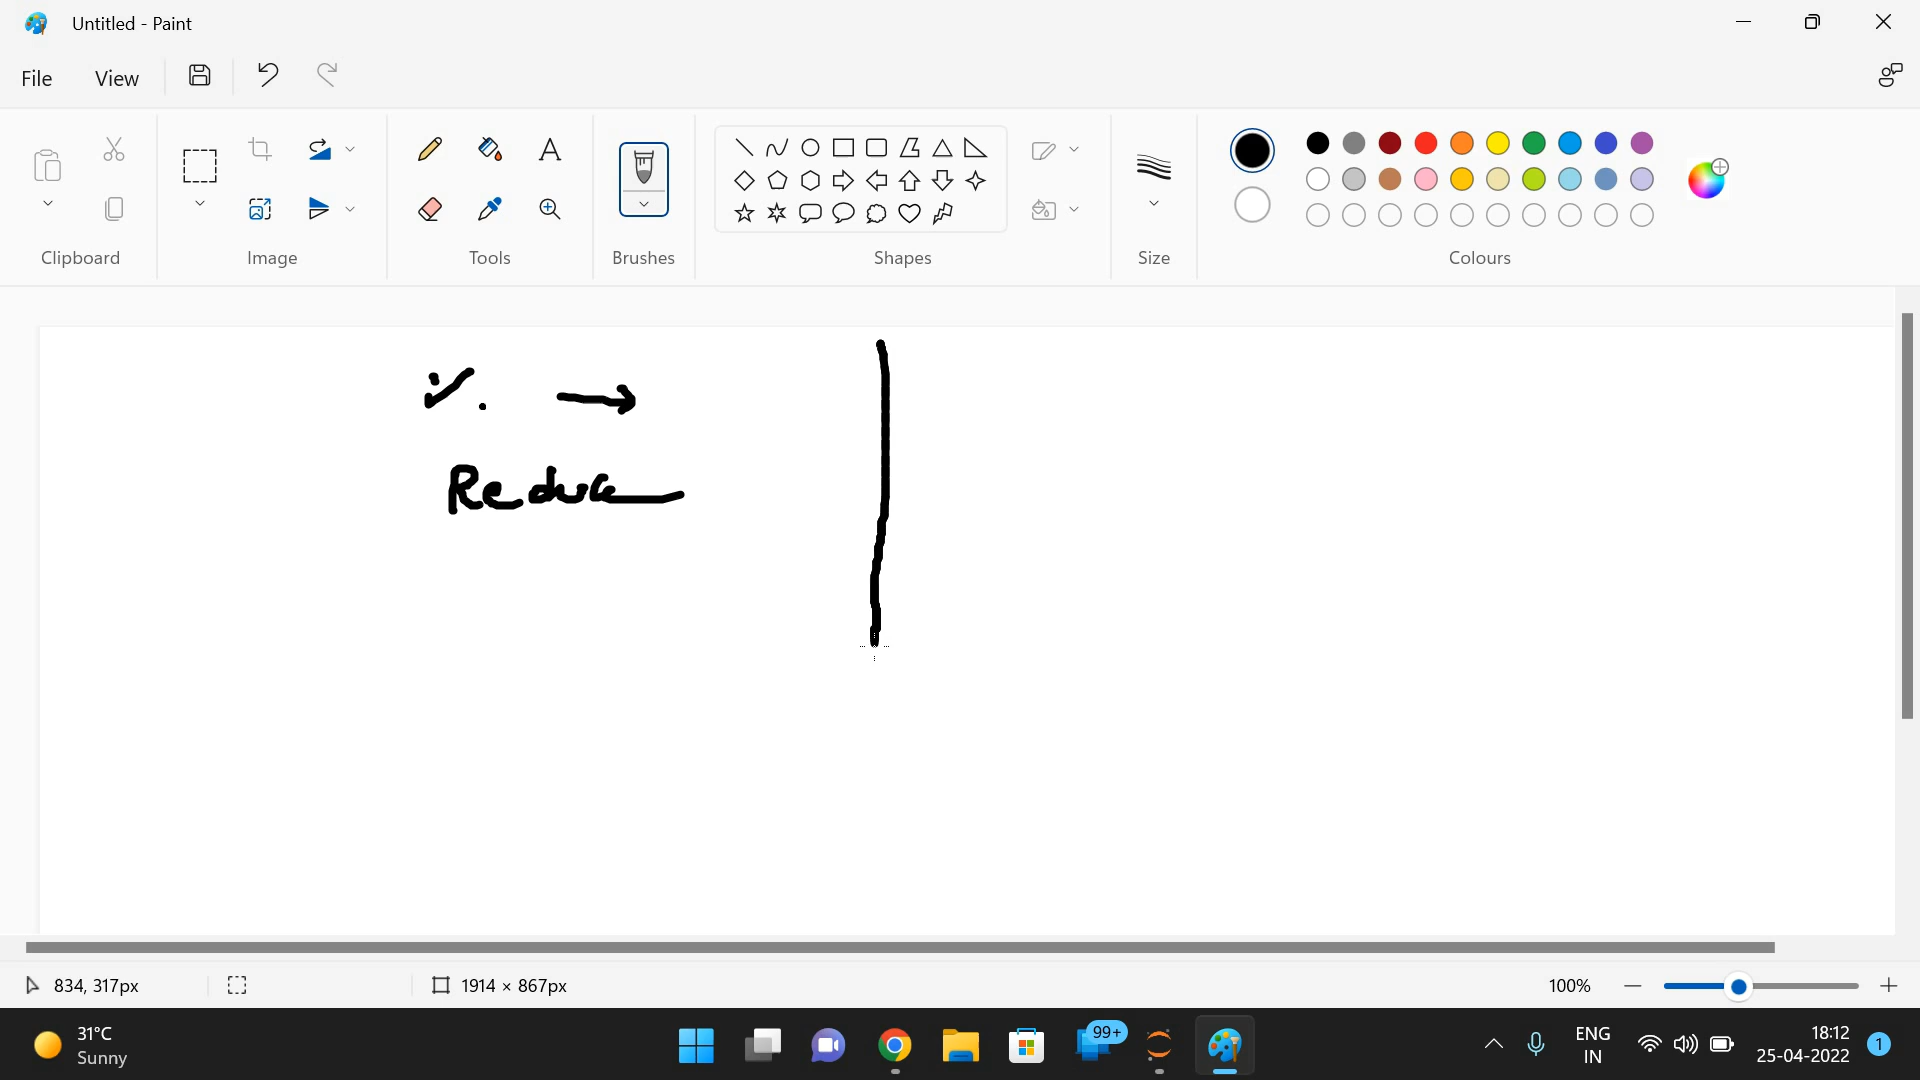 Untitled - Paint
File View
Clipboard
Image
Tools
Brushes
Shapes
Size
Colours
%. →
Reduce
834, 317px
1914 × 867px
100%
31°C
Sunny
99+
ENG
IN
18:12
25-04-2022
1